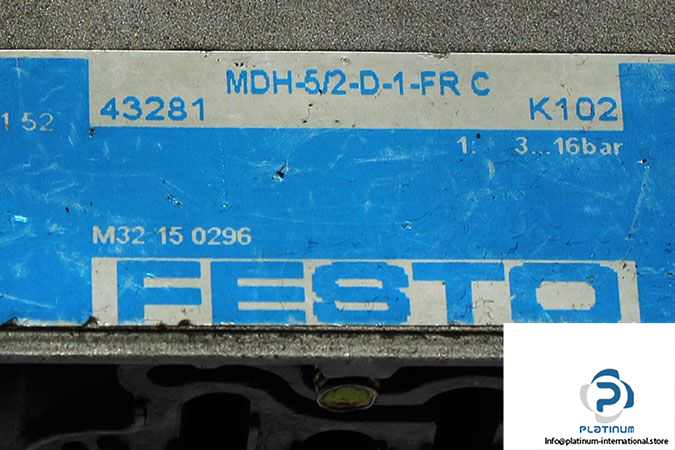 MDH-5/2-D-1-FR C
43281 K102
1 52
1: 3...16bar
M32 15 0296
FESTO
PLATINUM
Info@platinum-international.store